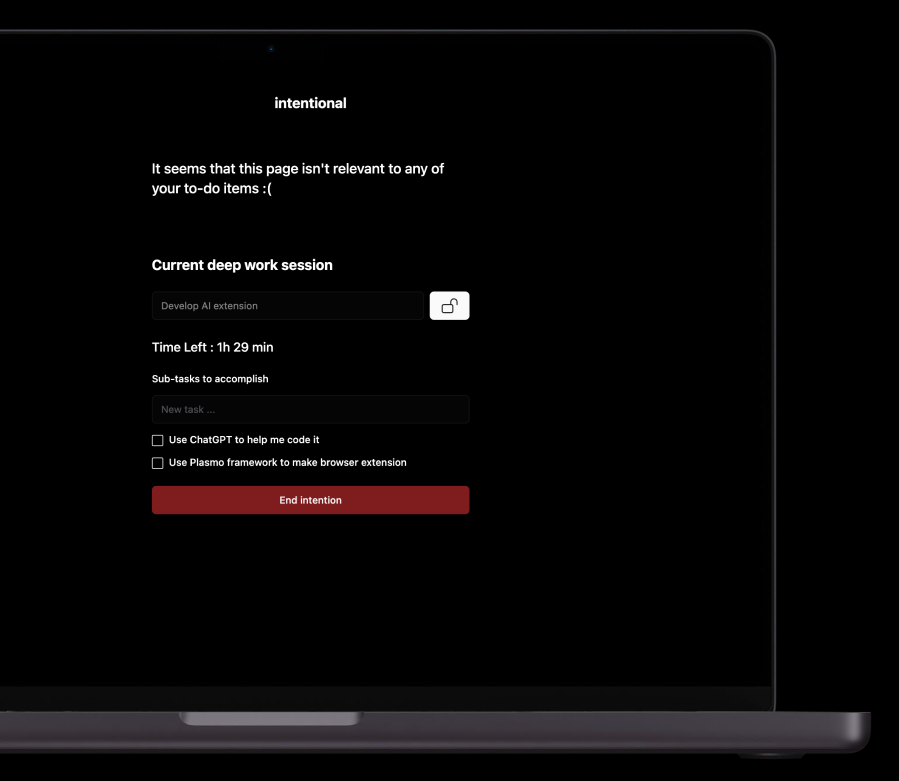 intentional
It seems that this page isn't relevant to any of
your to-do items :(
Current deep work session
Develop AI extension
Time Left : 1h 29 min
Sub-tasks to accomplish
New task ...
Use ChatGPT to help me code it
Use Plasmo framework to make browser extension
End intention